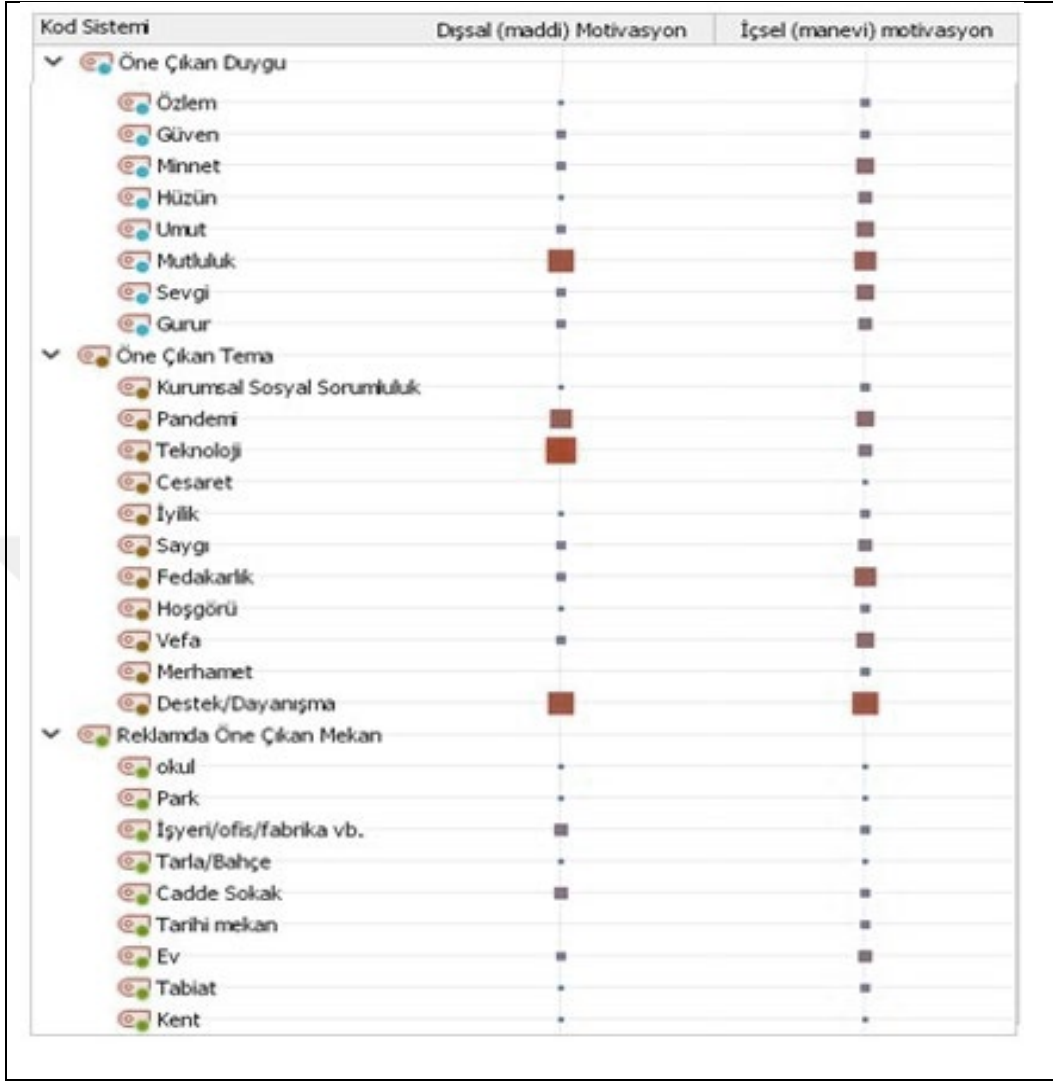 Kod Sistemi Dışsal (maddi) Motivasyon İçsel (manevi) motivasyon
Öne Çıkan Duygu
Özlem
Güven
Minnet
Hüzün
Umut
Mutluluk
Sevgi
Gurur
Öne Çıkan Tema
Kurumsal Sosyal Sorumluluk
Pandemi
Teknoloji
Cesaret
İyilik
Saygı
Fedakarlık
Hoşgörü
Vefa
Merhamet
Destek/Dayanışma
Reklamda Öne Çıkan Mekan
okul
Park
İşyeri/ofis/fabrika vb.
Tarla/Bahçe
Cadde Sokak
Tarihi mekan
Ev
Tabiat
Kent